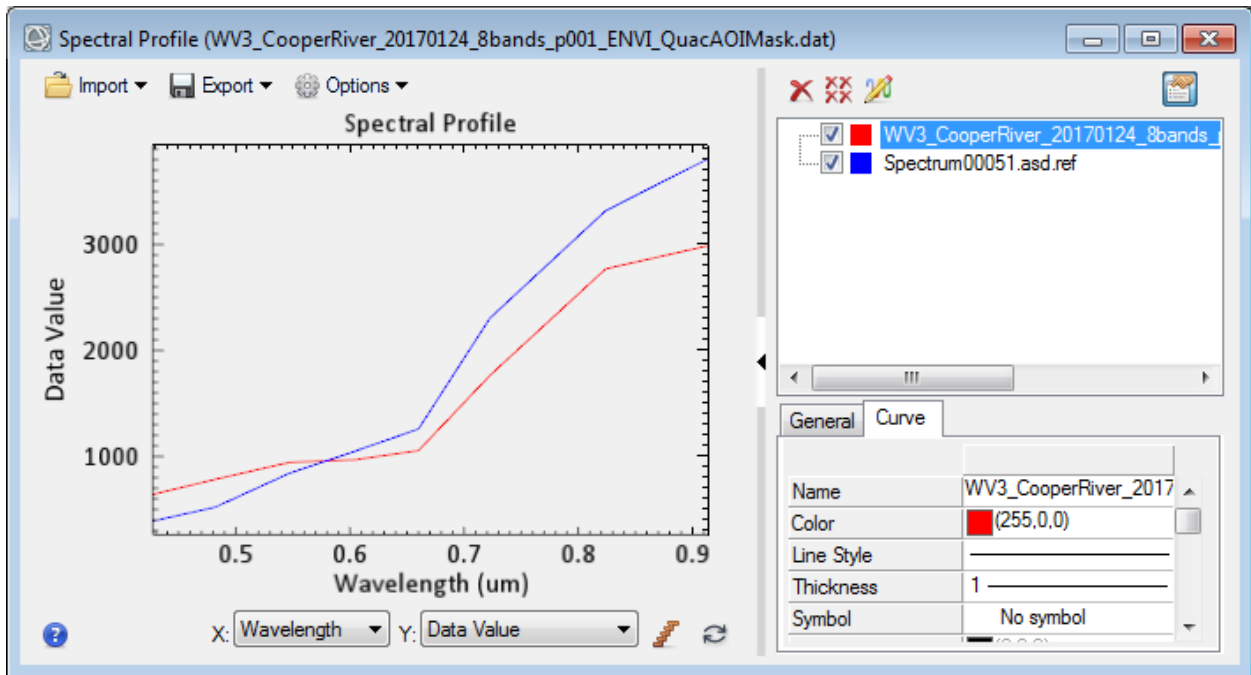 Spectral Profile (WV3_CooperRiver_20170124_8bands_p001_ENVI_QuacAOIMask.dat)
Import Export Options
Spectral Profile
3000
2000
1000
Data Value
0.5 0.6 0.7 0.8 0.9
Wavelength (um)
X: Wavelength Y: Data Value
WV3_CooperRiver_20170124_8bands_
Spectrum00051.asd.ref
General Curve
Name WV3_CooperRiver_2017
Color (255,0,0)
Line Style
Thickness 1
Symbol No symbol